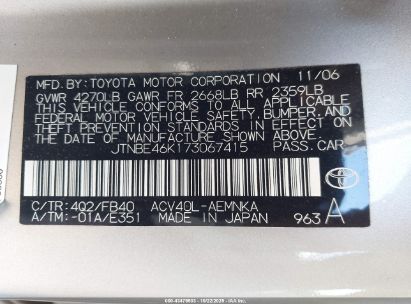 MFD. BY: TOYOTA MOTOR CORPORATION 11/06
GVWR 4270LB GAWR FR 2668LB RR 2359LB
THIS VEHICLE CONFORMS TO ALL APPLICABLE
FEDERAL MOTOR VEHICLE SAFETY, BUMPER, AND
THEFT PREVENTION STANDARDS IN EFFECT ON
THE DATE OF MANUFACTURE SHOWN ABOVE.
JTNBE46K173067415 PASS.CAR
TOYOTA
C/TR: 4Q2/FB40 ACV40L-AEMNKA
A/TM: -01A/E351 MADE IN JAPAN 963 A